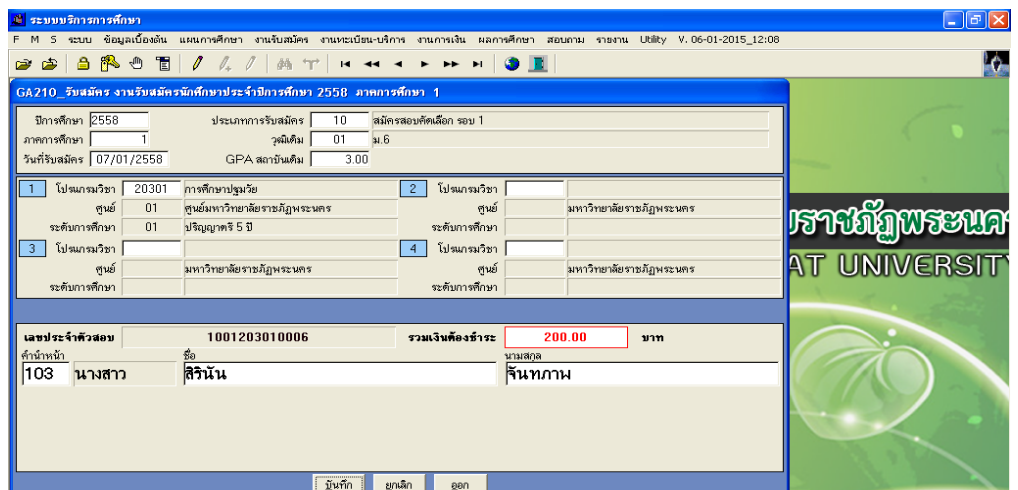 ระบบบริการการศึกษา
F M S ระบบ ข้อมูลเบื้องต้น แผนการศึกษา งานรับสมัคร งานทะเบียน-บริการ งานการเงิน ผลการศึกษา สอบถาม รายงาน Utility V. 06-01-2015_12:08
GA210_รับสมัคร งานรับสมัครนักศึกษาประจำปีการศึกษา 2558 ภาคการศึกษา 1
ปีการศึกษา 2558 ประเภทการรับสมัคร 10 สมัครสอบคัดเลือก รอบ 1
ภาคการศึกษา 1 วุฒิเดิม 01 ม.6
วันที่รับสมัคร 07/01/2558 GPA สถาบันเดิม 3.00
1 โปรแกรมวิชา 20301 การศึกษาปฐมวัย 2 โปรแกรมวิชา
ศูนย์ 01 ศูนย์มหาวิทยาลัยราชภัฏพระนคร ศูนย์ มหาวิทยาลัยราชภัฏพระนคร
ระดับการศึกษา 01 ปริญญาตรี 5 ปี ระดับการศึกษา
3 โปรแกรมวิชา 4 โปรแกรมวิชา
ศูนย์ มหาวิทยาลัยราชภัฏพระนคร ศูนย์ มหาวิทยาลัยราชภัฏพระนคร
ระดับการศึกษา ระดับการศึกษา
ยราชภัฏพระนค
AT UNIVERSIT
เลขประจำตัวสอบ 1001203010006 รวมเงินต้องชำระ 200.00 บาท
คำนำหน้า ชื่อ นามสกุล
103 นางสาว สิรินัน จันทภาพ
บันทึก ยกเลิก ออก